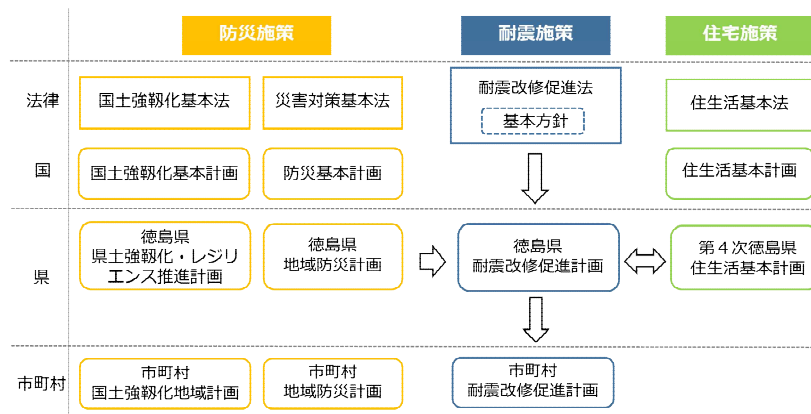 防災施策
耐震施策
住宅施策
法律
国土強靱化基本法
災害対策基本法
耐震改修促進法
基本方針
住生活基本法
国
国土強靱化基本計画
防災基本計画
住生活基本計画
県
徳島県
県土強靱化・レジリ
エンス推進計画
徳島県
地域防災計画
徳島県
耐震改修促進計画
第４次徳島県
住生活基本計画
市町村
市町村
国土強靱化地域計画
市町村
地域防災計画
市町村
耐震改修促進計画